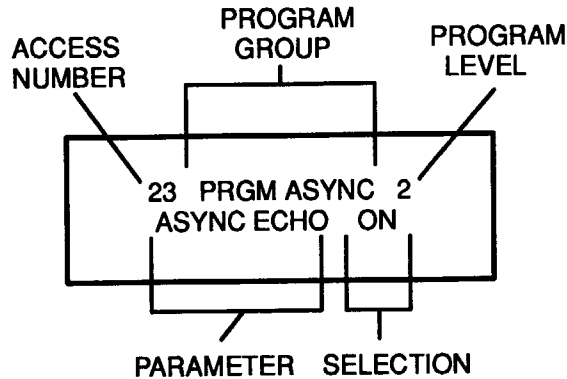 PROGRAM
GROUP
ACCESS
NUMBER
PROGRAM
LEVEL
23 PRGM ASYNC 2
ASYNC ECHO ON
PARAMETER SELECTION